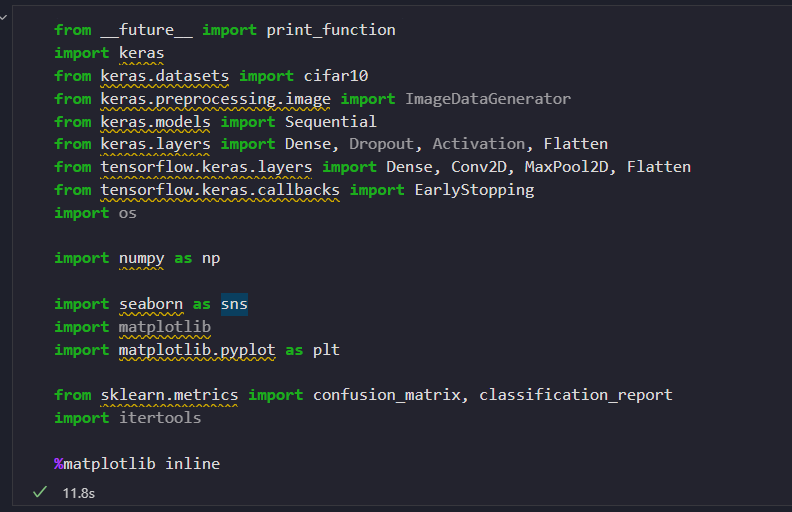 from __future__ import print_function
import keras
from keras.datasets import cifar10
from keras.preprocessing.image import ImageDataGenerator
from keras.models import Sequential
from keras.layers import Dense, Dropout, Activation, Flatten
from tensorflow.keras.layers import Dense, Conv2D, MaxPool2D, Flatten
from tensorflow.keras.callbacks import EarlyStopping
import os
import numpy as np
import seaborn as sns
import matplotlib
import matplotlib.pyplot as plt
from sklearn.metrics import confusion_matrix, classification_report
import itertools
%matplotlib inline
11.8s